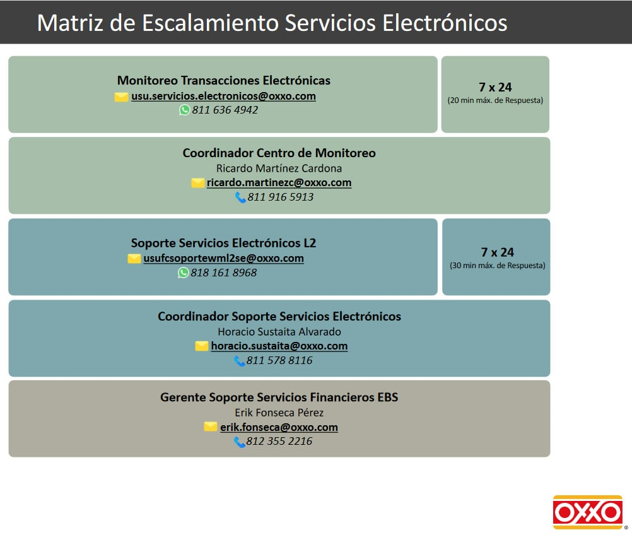 Matriz de Escalamiento Servicios Electrónicos
Monitoreo Transacciones Electrónicas
usu.servicios.electronicos@oxxo.com
811 636 4942
7 x 24
(20 min máx. de Respuesta)
Coordinador Centro de Monitoreo
Ricardo Martínez Cardona
ricardo.martinezc@oxxo.com
811 916 5913
Soporte Servicios Electrónicos L2
usufcsoportewml2se@oxxo.com
818 161 8968
7 x 24
(30 min máx. de Respuesta)
Coordinador Soporte Servicios Electrónicos
Horacio Sustaita Alvarado
horacio.sustaita@oxxo.com
811 578 8116
Gerente Soporte Servicios Financieros EBS
Erik Fonseca Pérez
erik.fonseca@oxxo.com
812 355 2216
OXXO
®